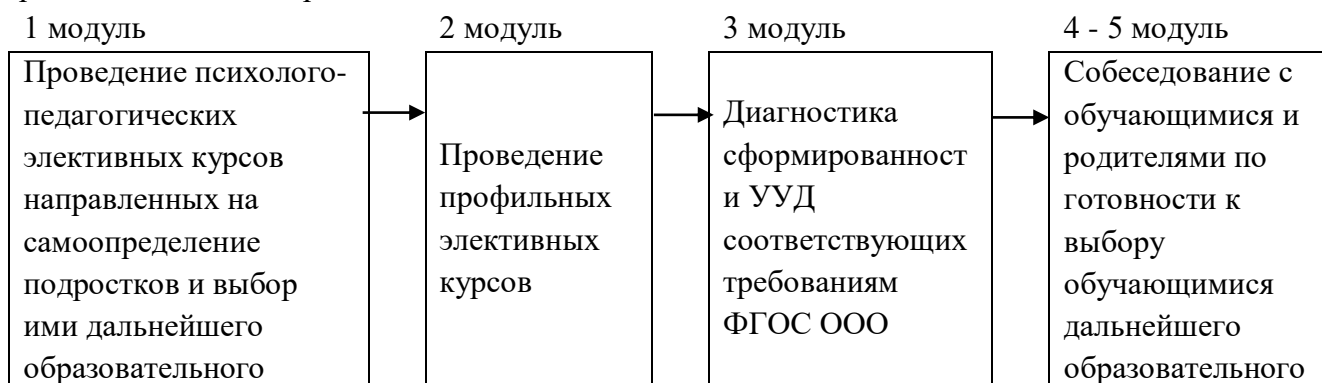 1 модуль
Проведение психолого-
педагогических
элективных курсов
направленных на
самоопределение
подростков и выбор
ими дальнейшего
образовательного
2 модуль
Проведение
профильных
элективных
курсов
3 модуль
Диагностика
сформированност
и УУД
соответствующих
требованиям
ФГОС ООО
4 - 5 модуль
Собеседование с
обучающимися и
родителями по
готовности к
выбору
обучающимися
дальнейшего
образовательного